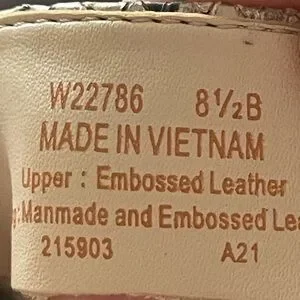 W22786 8½B
MADE IN VIETNAM
Upper : Embossed Leather
:Manmade and Embossed
215903 A21